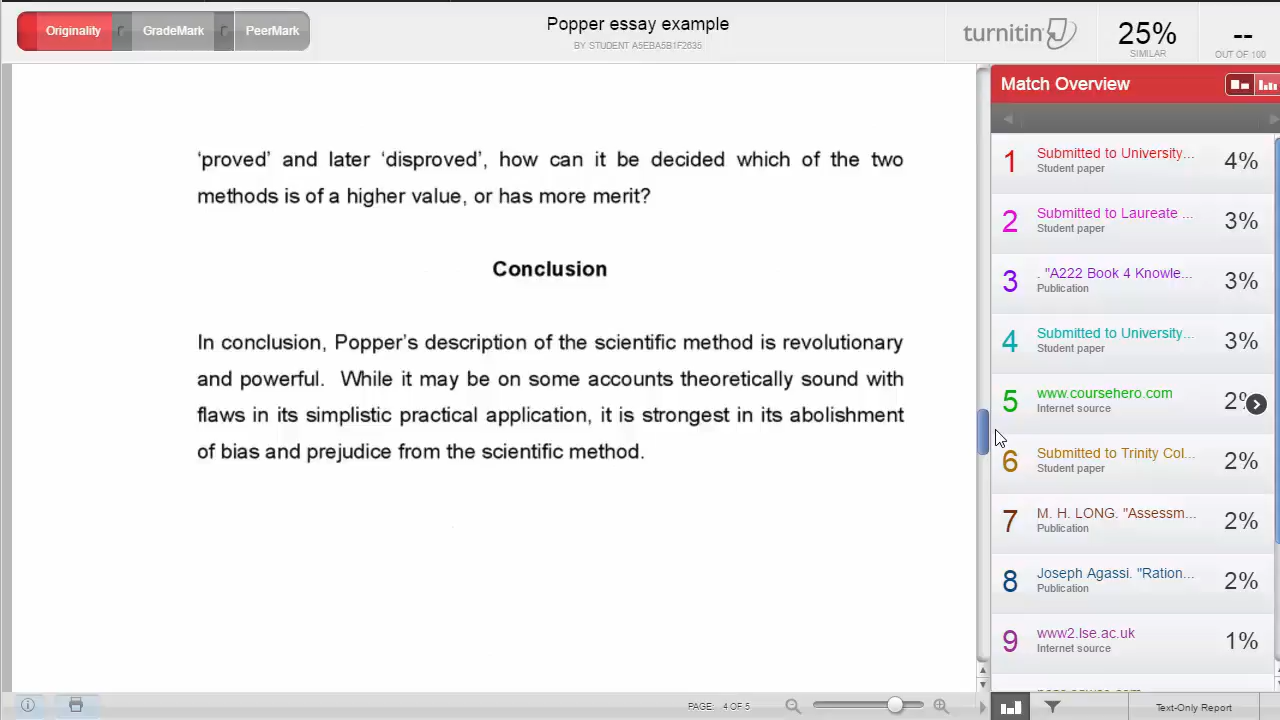 Originality
GradeMark
PeerMark
Popper essay example
BY STUDENT A5EBA5B1F2635
turnitin
25%
SIMILAR
--
OUT OF 100
‘proved’ and later ‘disproved’, how can it be decided which of the two
methods is of a higher value, or has more merit?
Conclusion
In conclusion, Popper’s description of the scientific method is revolutionary
and powerful. While it may be on some accounts theoretically sound with
flaws in its simplistic practical application, it is strongest in its abolishment
of bias and prejudice from the scientific method.
Match Overview
1 Submitted to University... 4%
Student paper
2 Submitted to Laureate ... 3%
Student paper
3 . "A222 Book 4 Knowle... 3%
Publication
4 Submitted to University... 3%
Student paper
5 www.coursehero.com 2%
Internet source
6 Submitted to Trinity Col... 2%
Student paper
7 M. H. LONG. "Assessm... 2%
Publication
8 Joseph Agassi. "Ration... 2%
Publication
9 www2.lse.ac.uk 1%
Internet source
PAGE: 4 OF 5
Text-Only Report